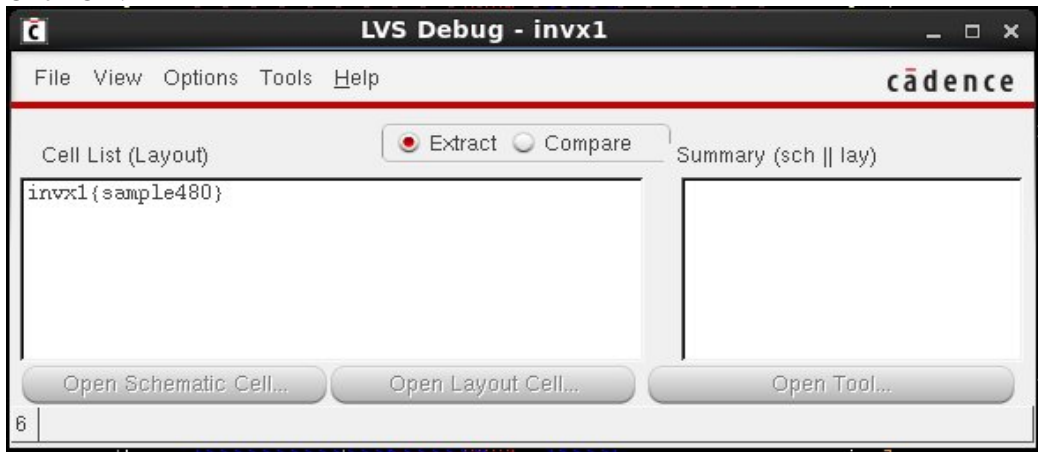 LVS Debug - invx1
File View Options Tools Help cādence
Extract Compare
Cell List (Layout) Summary (sch || lay)
invx1{sample480}
Open Schematic Cell... Open Layout Cell... Open Tool...
6